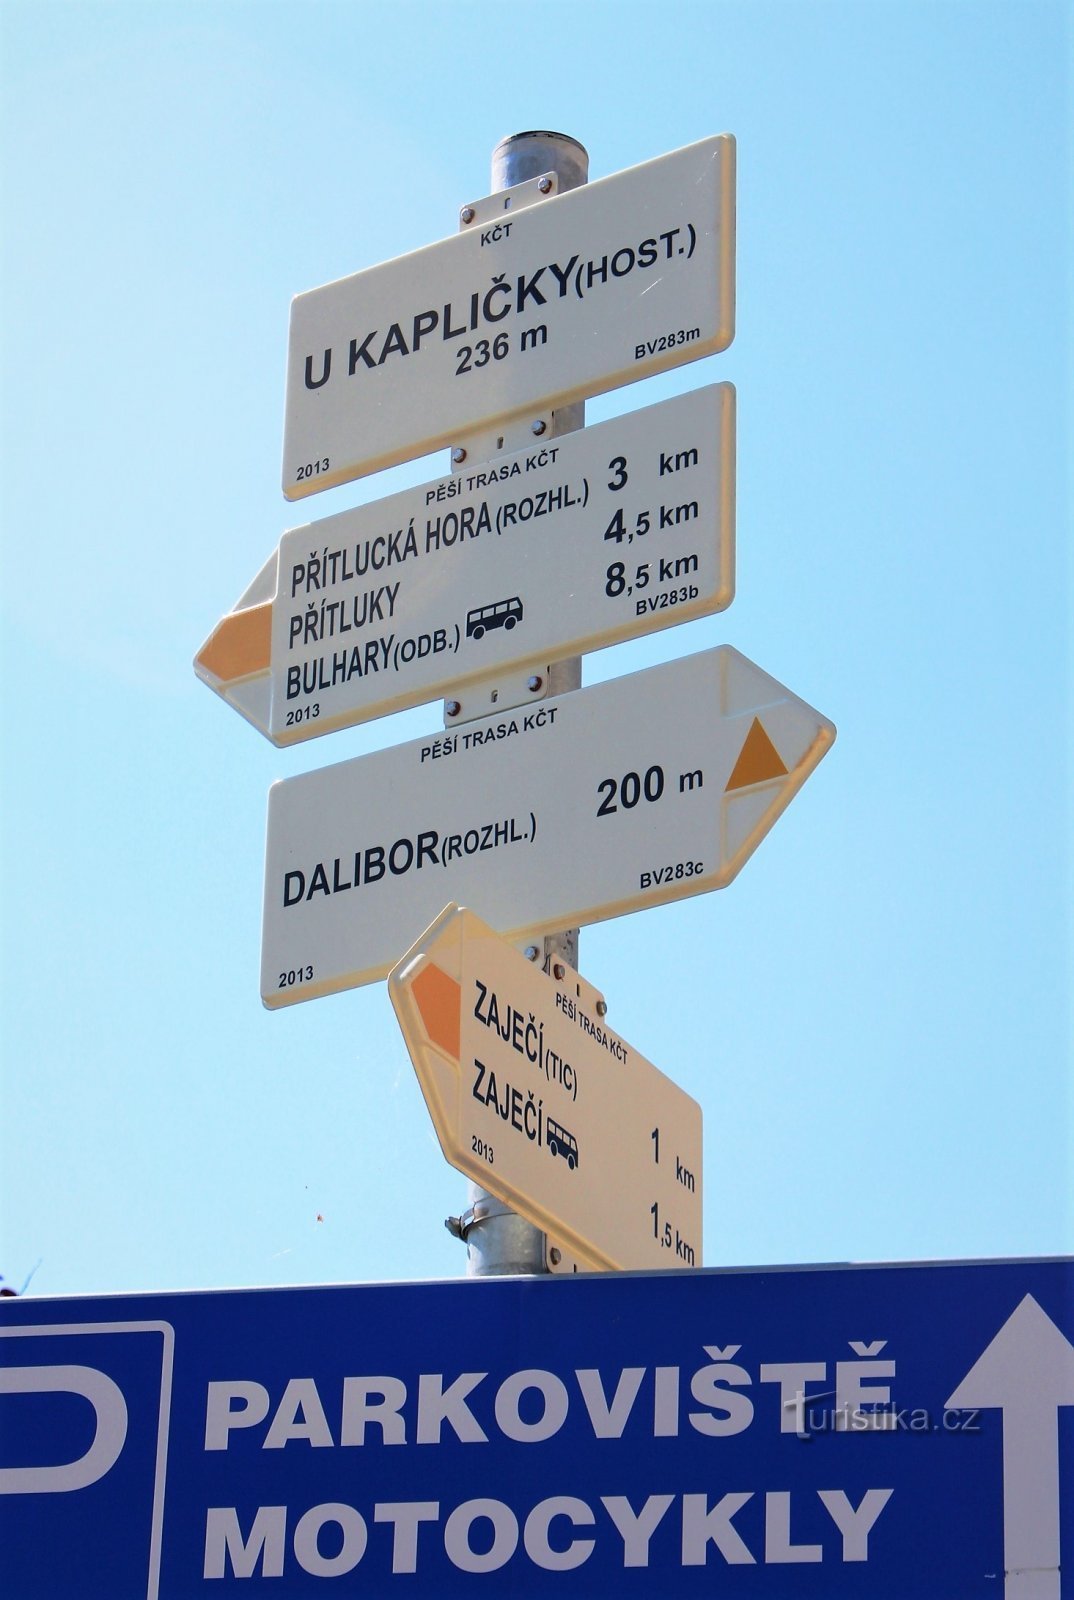 KČT
U KAPLIČKY(HOST.)
236 m
2013 BV283m
PĚŠÍ TRASA KČT
PŘÍTLUCKÁ HORA(ROZHL.) 3 km
PŘÍTLUKY 4,5 km
BULHARY(ODB.) 8,5 km
2013 BV283b
PĚŠÍ TRASA KČT
DALIBOR(ROZHL.) 200 m
2013 BV283c
PĚŠÍ TRASA KČT
ZAJEČÍ(TIC) 1 km
ZAJEČÍ 1,5 km
2013
P PARKOVIŠTĚ
MOTOCYKLY
Turistika.cz